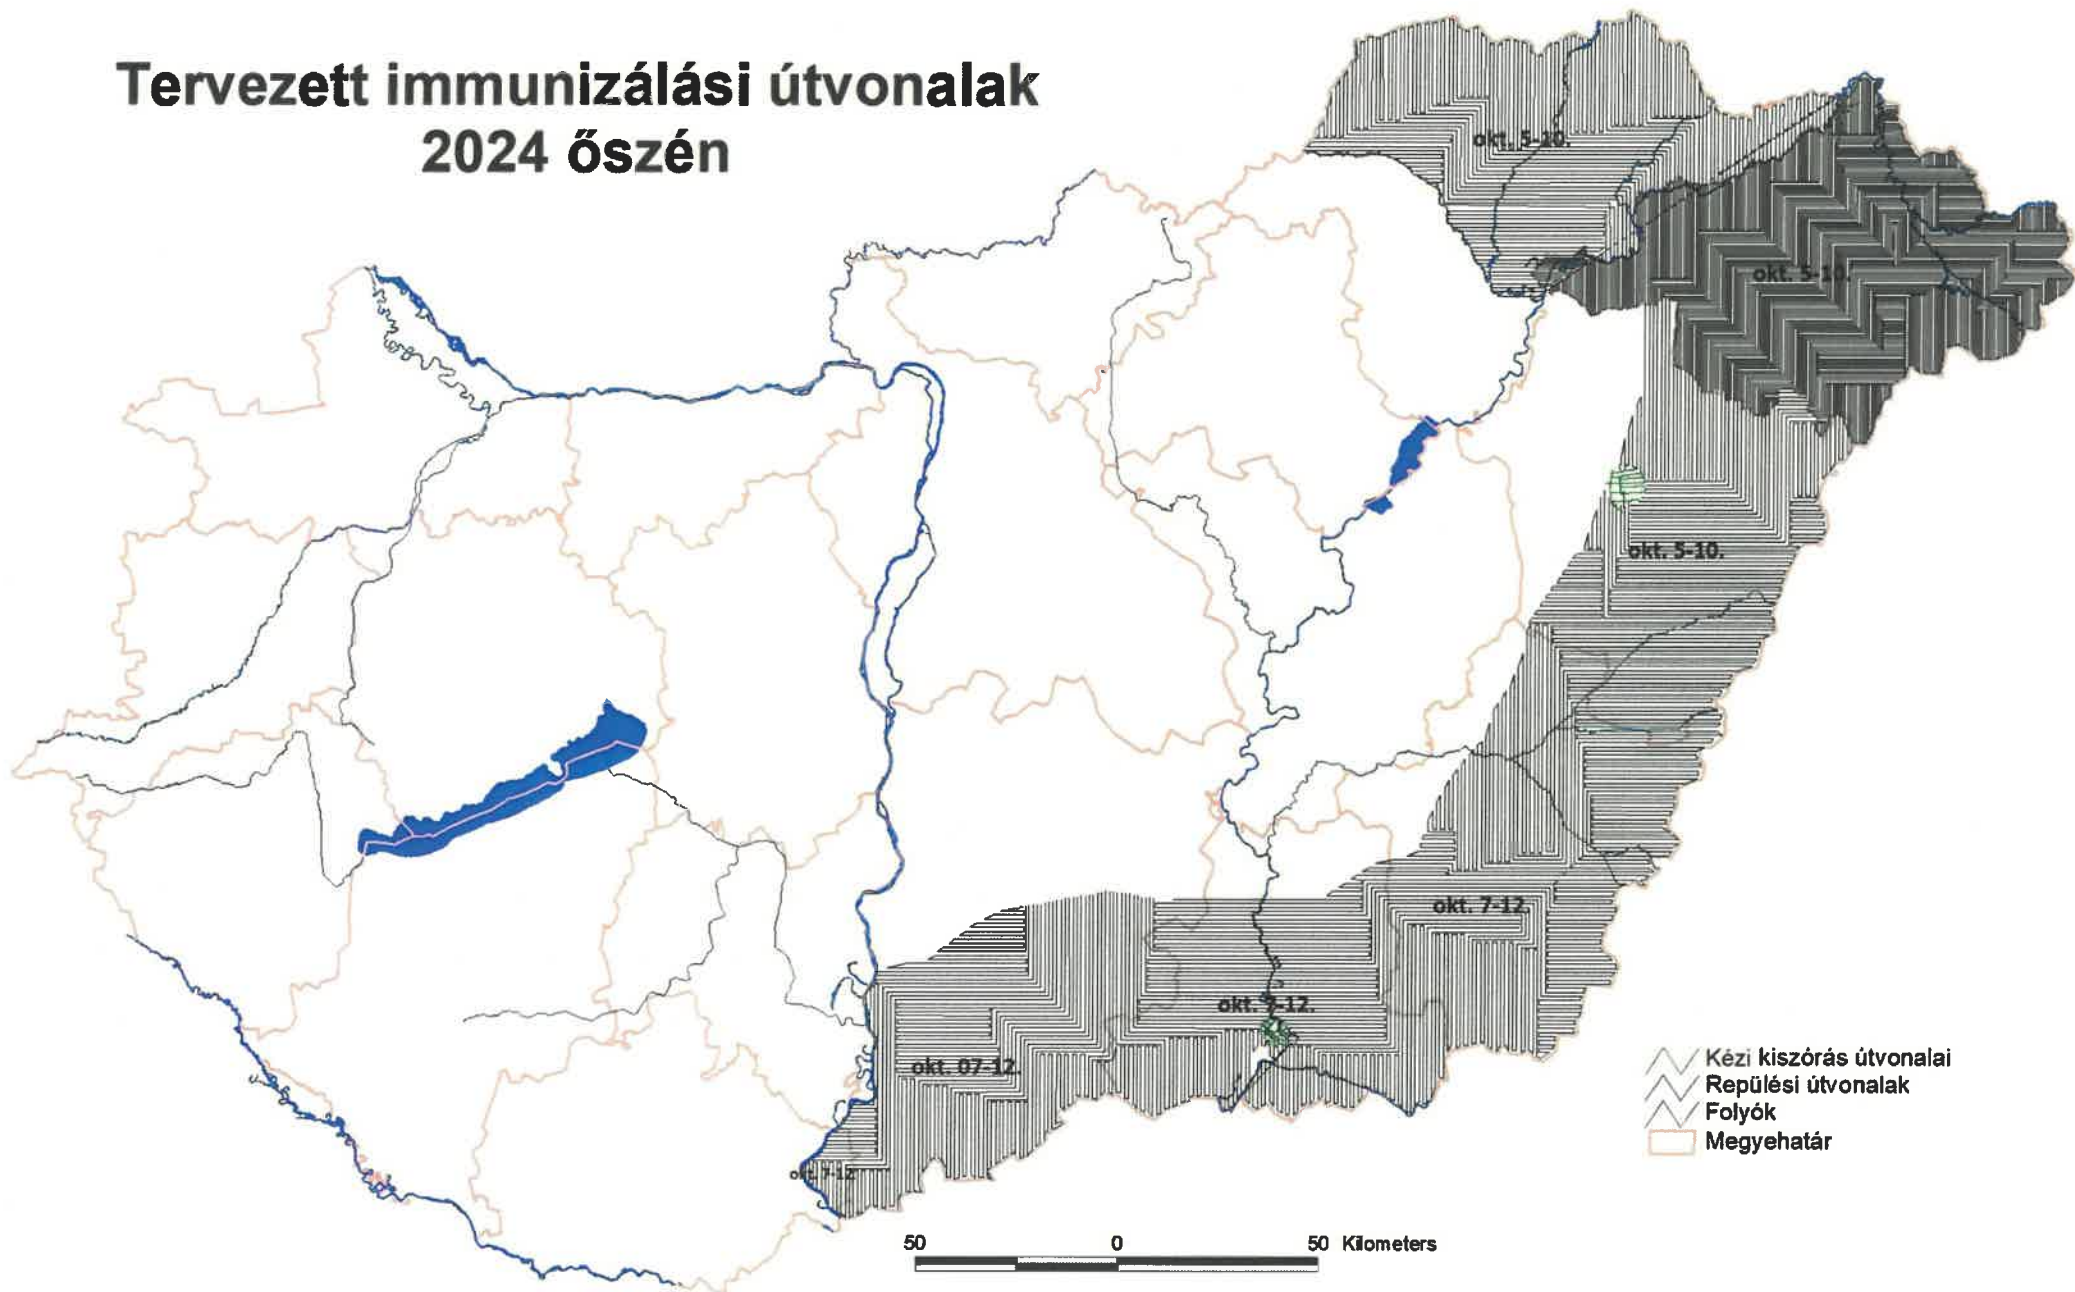 Tervezett immunizálási útvonalak
2024 őszén
okt. 5-10.
okt. 5-10.
okt. 5-10.
okt. 7-12.
okt. 7-12.
okt. 07-12.
okt. 7-12
Kézi kiszórás útvonalai
Repülési útvonalak
Folyók
Megyehatár
50 0 50 Kilometers